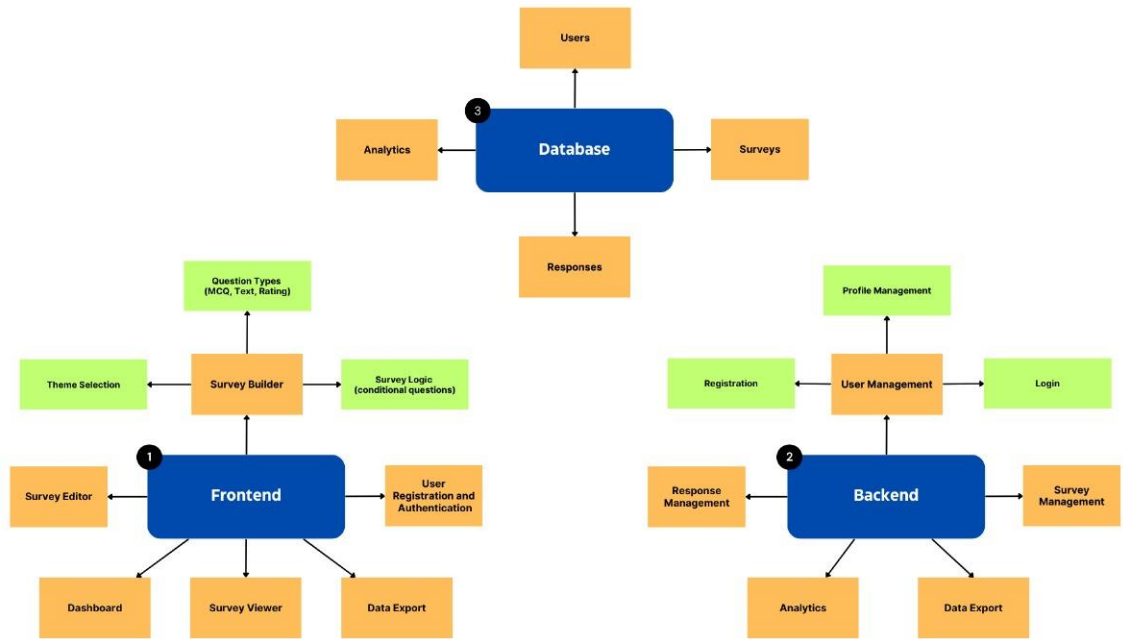 Users
3
Database
Analytics
Surveys
Responses
Question Types
(MCQ, Text, Rating)
Theme Selection
Survey Builder
Survey Logic
(conditional questions)
1
Frontend
Survey Editor
User
Registration and
Authentication
Dashboard
Survey Viewer
Data Export
Profile Management
Registration
User Management
Login
2
Backend
Response
Management
Survey
Management
Analytics
Data Export